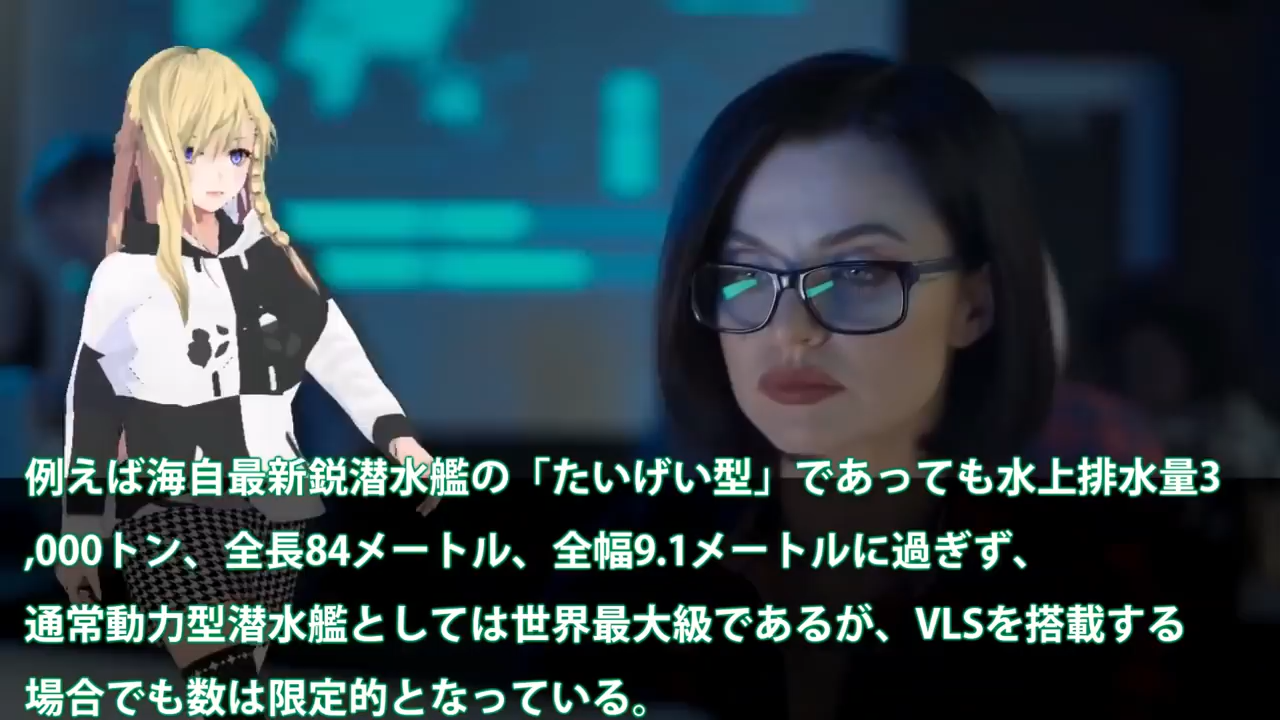 例えば海自最新鋭潜水艦の「たいげい型」であっても水上排水量3
,000トン、全長84メートル、全幅9.1メートルに過ぎず、
通常動力型潜水艦としては世界最大級であるが、VLSを搭載する
場合でも数は限定的となっている。